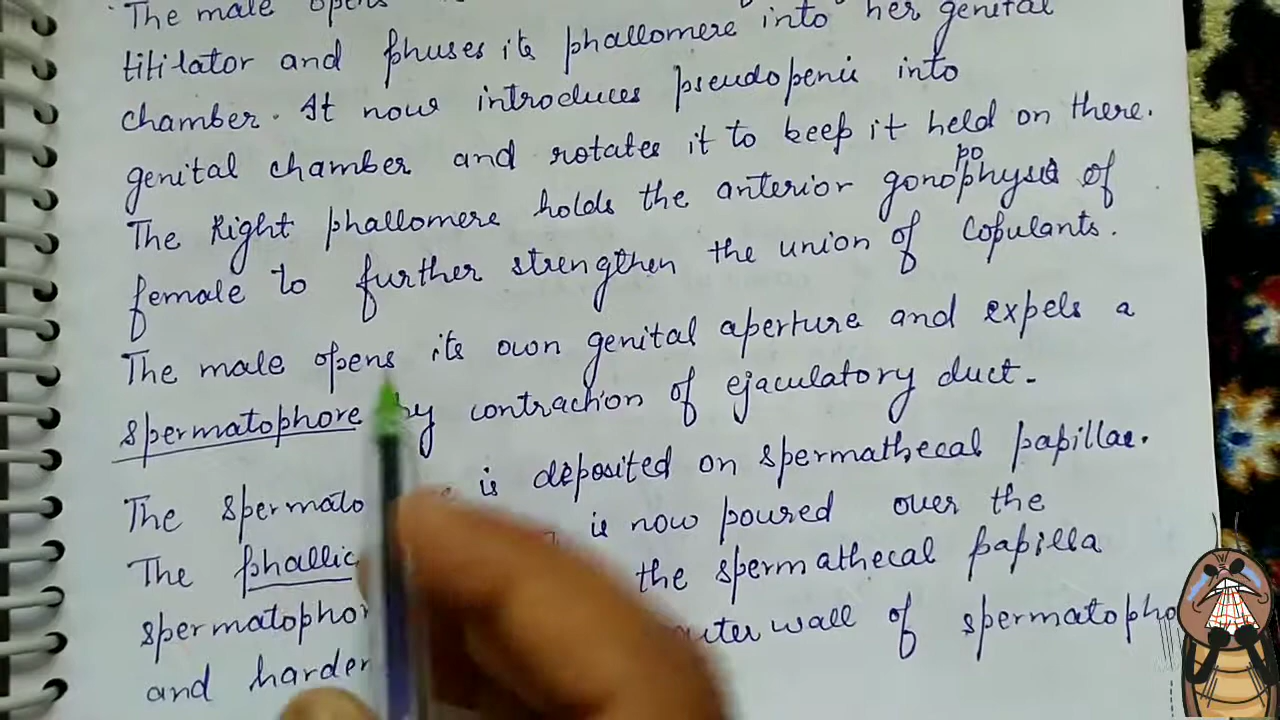 The male opens
titilator and phuses its phallomere into her genital
chamber. It now introduces pseudopenis into
genital chamber and rotates it to keep it held on there.
The Right phallomere holds the anterior gonapophysis of
female to further strengthen the union of copulants.
The male opens its own genital aperture and expels a
spermatophore by contraction of ejaculatory duct.
The spermato is deposited on spermathecal papillae.
The phallic is now poured over the
spermatophor the spermathecal papilla
and harden outer wall of spermatopho